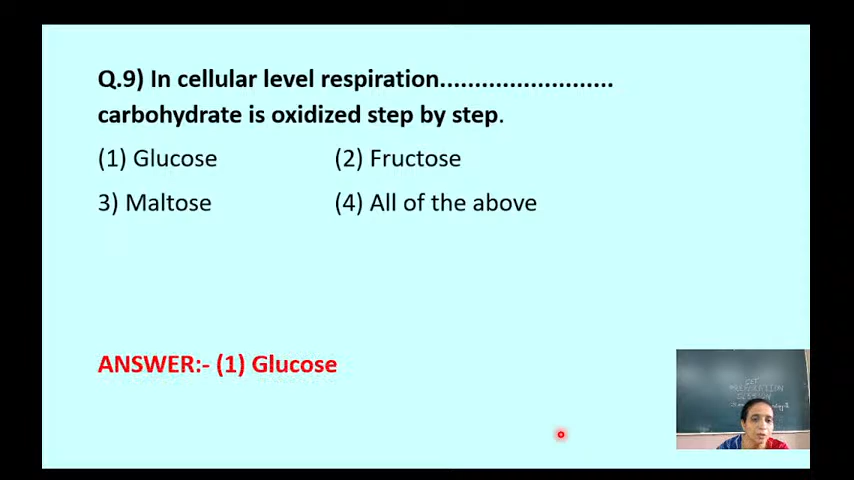 Q.9) In cellular level respiration.........................
carbohydrate is oxidized step by step.
(1) Glucose (2) Fructose
3) Maltose (4) All of the above
ANSWER:- (1) Glucose